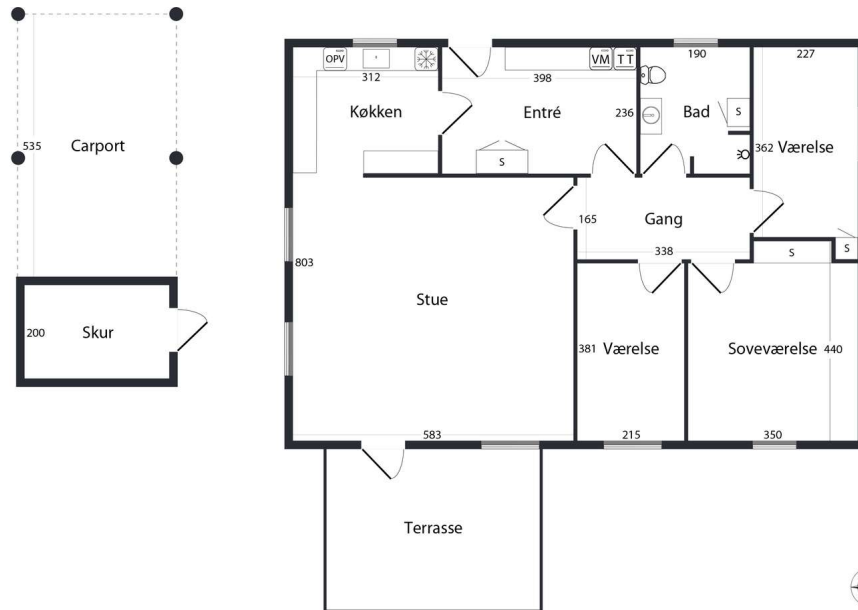 OPV
VM
TT
312
398
190
227
Køkken
Entré
236
Bad
S
535
Carport
S
362
Værelse
165
Gang
338
S
S
803
Stue
200
Skur
381
Værelse
Soveværelse
440
583
215
350
Terrasse